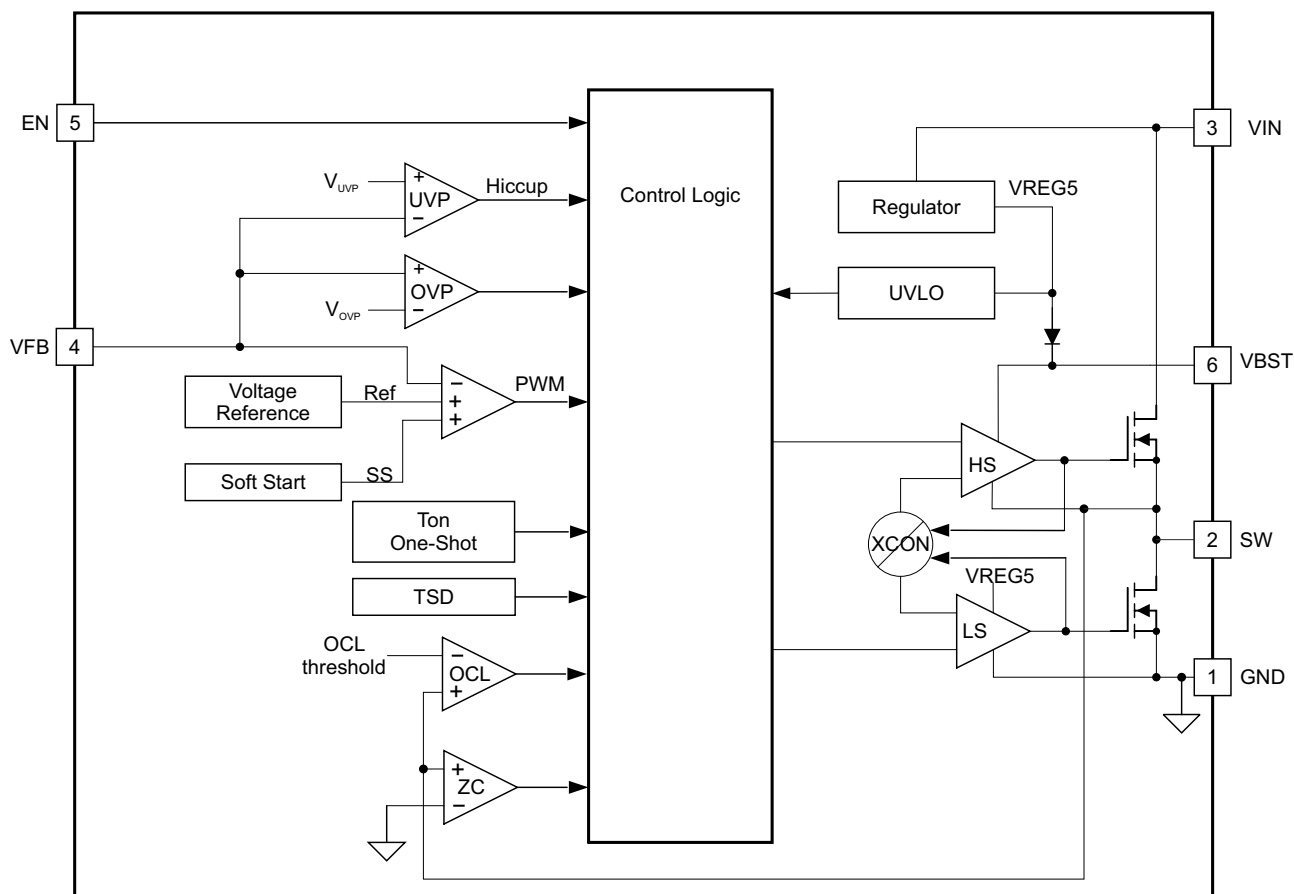 EN
5
3
VIN
VUVP
+
UVP
−
Hiccup
Control Logic
Regulator
VREG5
+
OVP
−
VOVP
UVLO
VFB
4
6
VBST
Voltage
Reference
Ref
−
+
+
PWM
Soft Start
SS
HS
Ton
One-Shot
XCON
2
SW
TSD
VREG5
LS
OCL
threshold
−
OCL
+
1
GND
+
ZC
−